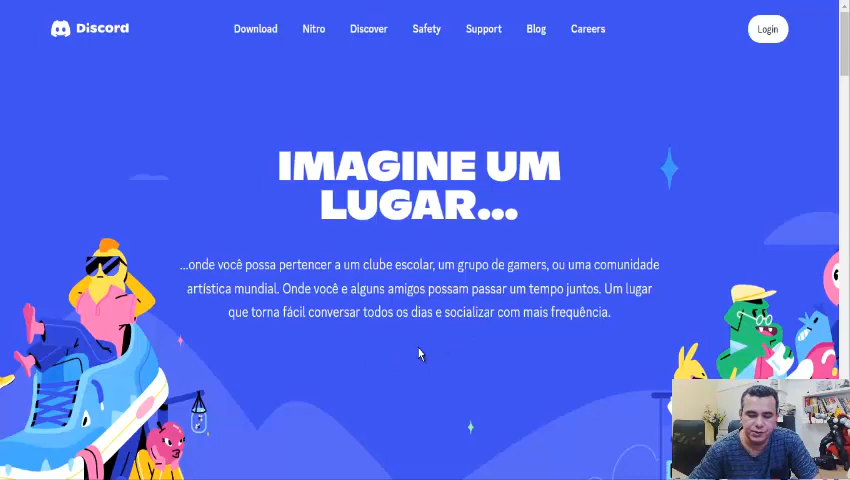 Discord
Download Nitro Discover Safety Support Blog Careers
Login
IMAGINE UM
LUGAR...
...onde você possa pertencer a um clube escolar, um grupo de gamers, ou uma comunidade
artística mundial. Onde você e alguns amigos possam passar um tempo juntos. Um lugar
que torna fácil conversar todos os dias e socializar com mais frequência.